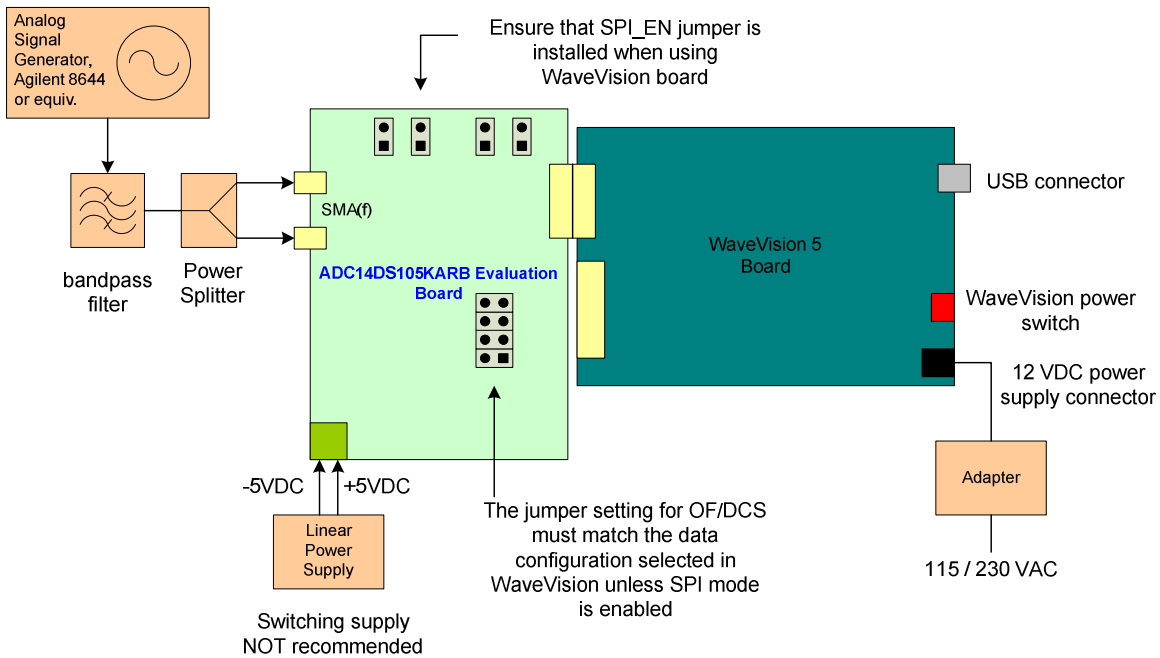 Analog
Signal
Generator,
Agilent 8644
or equiv.
Ensure that SPI_EN jumper is
installed when using
WaveVision board
bandpass
filter
Power
Splitter
SMA(f)
ADC14DS105KARB Evaluation
Board
WaveVision 5
Board
USB connector
WaveVision power
switch
12 VDC power
supply connector
Adapter
115 / 230 VAC
-5VDC
+5VDC
Linear
Power
Supply
Switching supply
NOT recommended
The jumper setting for OF/DCS
must match the data
configuration selected in
WaveVision unless SPI mode
is enabled